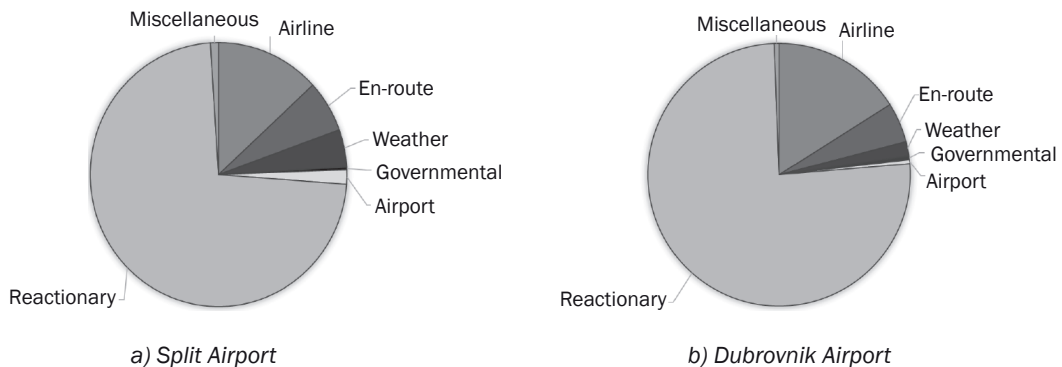 Miscellaneous
Airline
En-route
Weather
Governmental
Airport
Reactionary
a) Split Airport
Miscellaneous
Airline
En-route
Weather
Governmental
Airport
Reactionary
b) Dubrovnik Airport